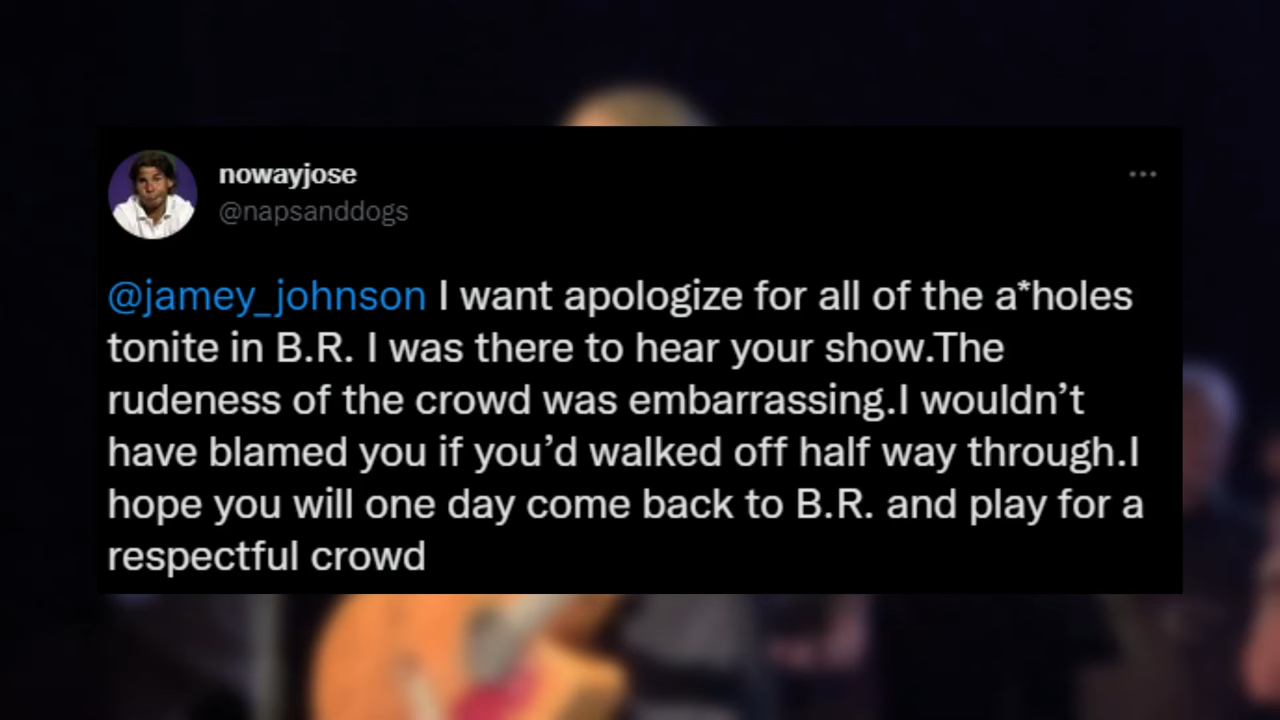 nowayjose
@napsanddogs
@jamey_johnson I want apologize for all of the a*holes
tonite in B.R. I was there to hear your show.The
rudeness of the crowd was embarrassing.I wouldn’t
have blamed you if you’d walked off half way through.I
hope you will one day come back to B.R. and play for a
respectful crowd